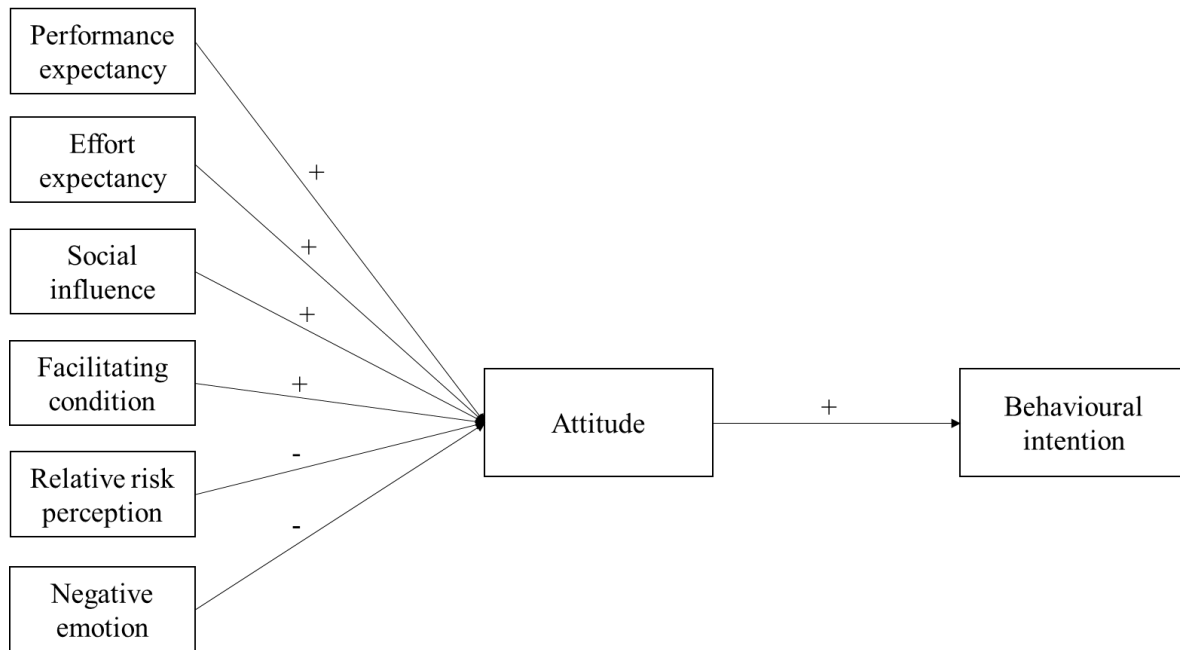 Performance
expectancy
Effort
expectancy
+
Social
influence
+
+
Facilitating
condition
+
Attitude
+
Behavioural
intention
-
Relative risk
perception
-
Negative
emotion